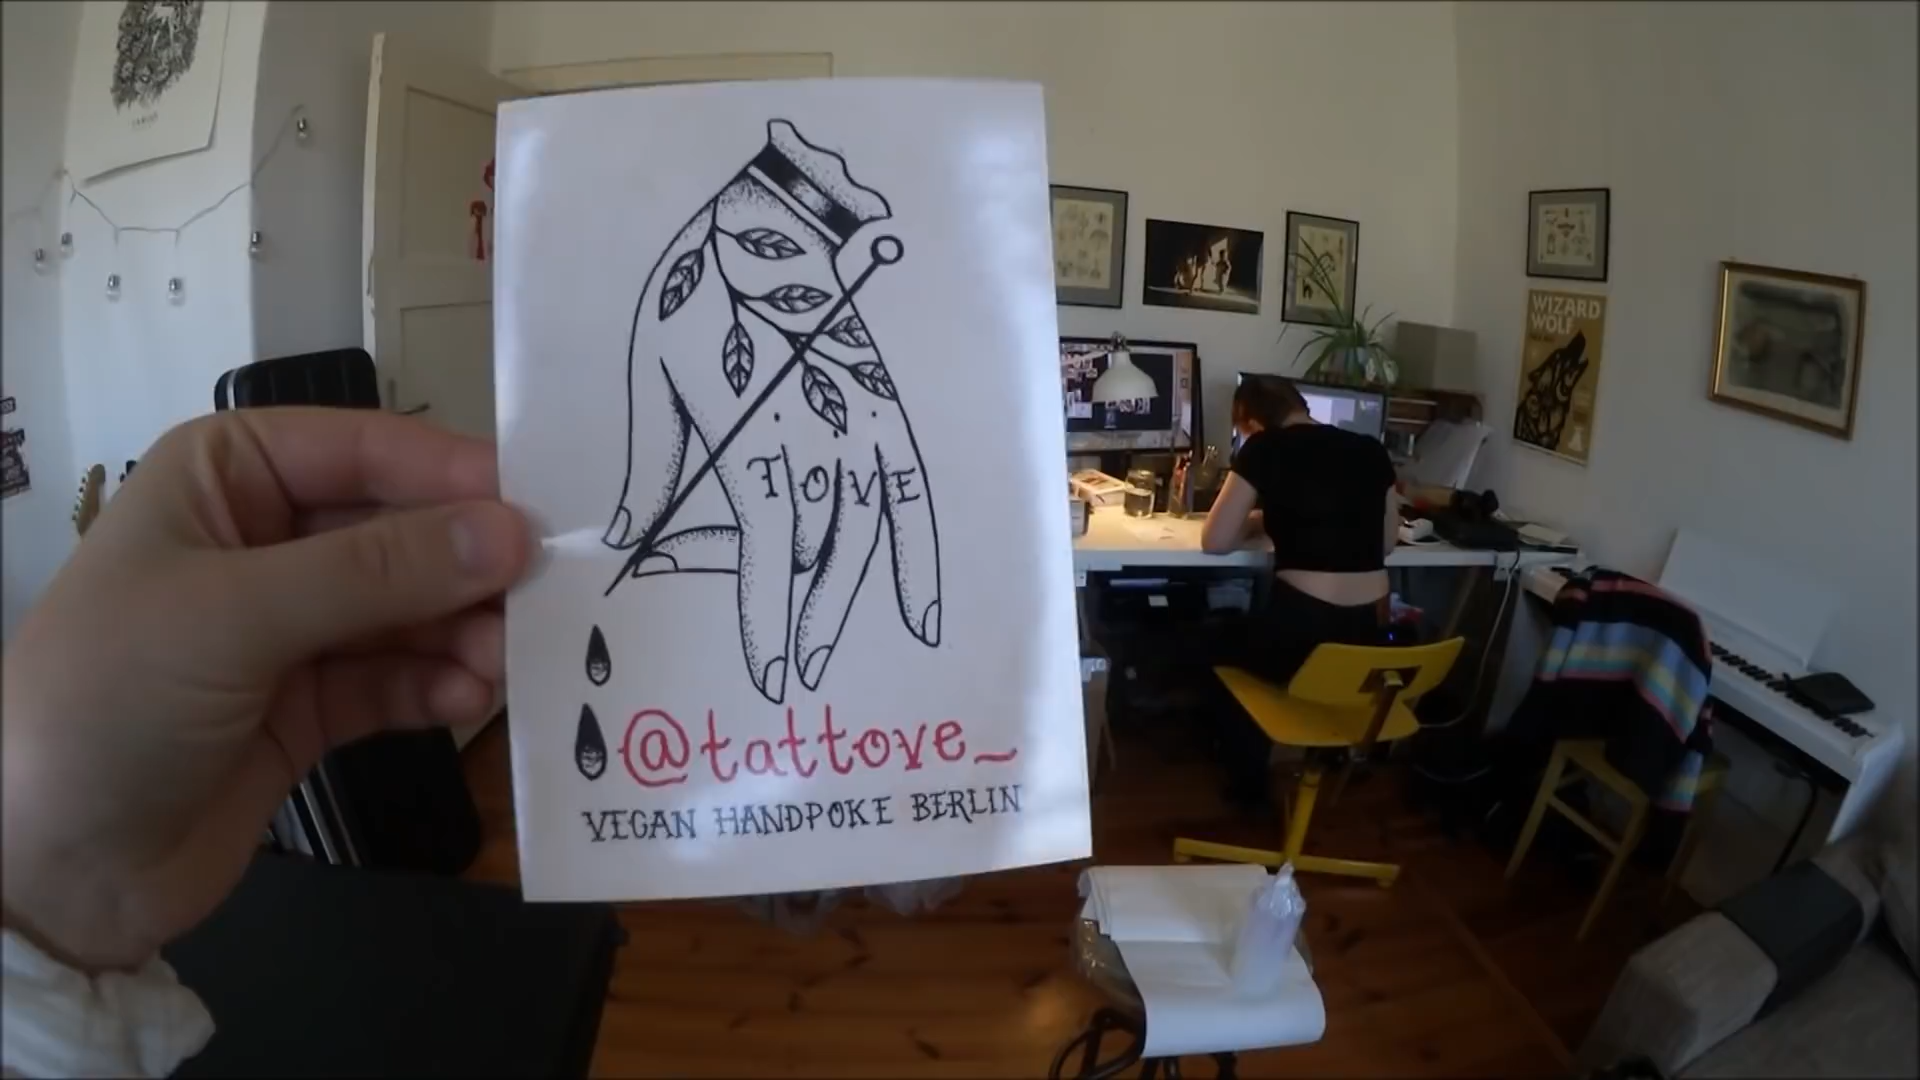 TOVE
@tattove_
VEGAN HANDPOKE BERLIN
WIZARD
WOLF